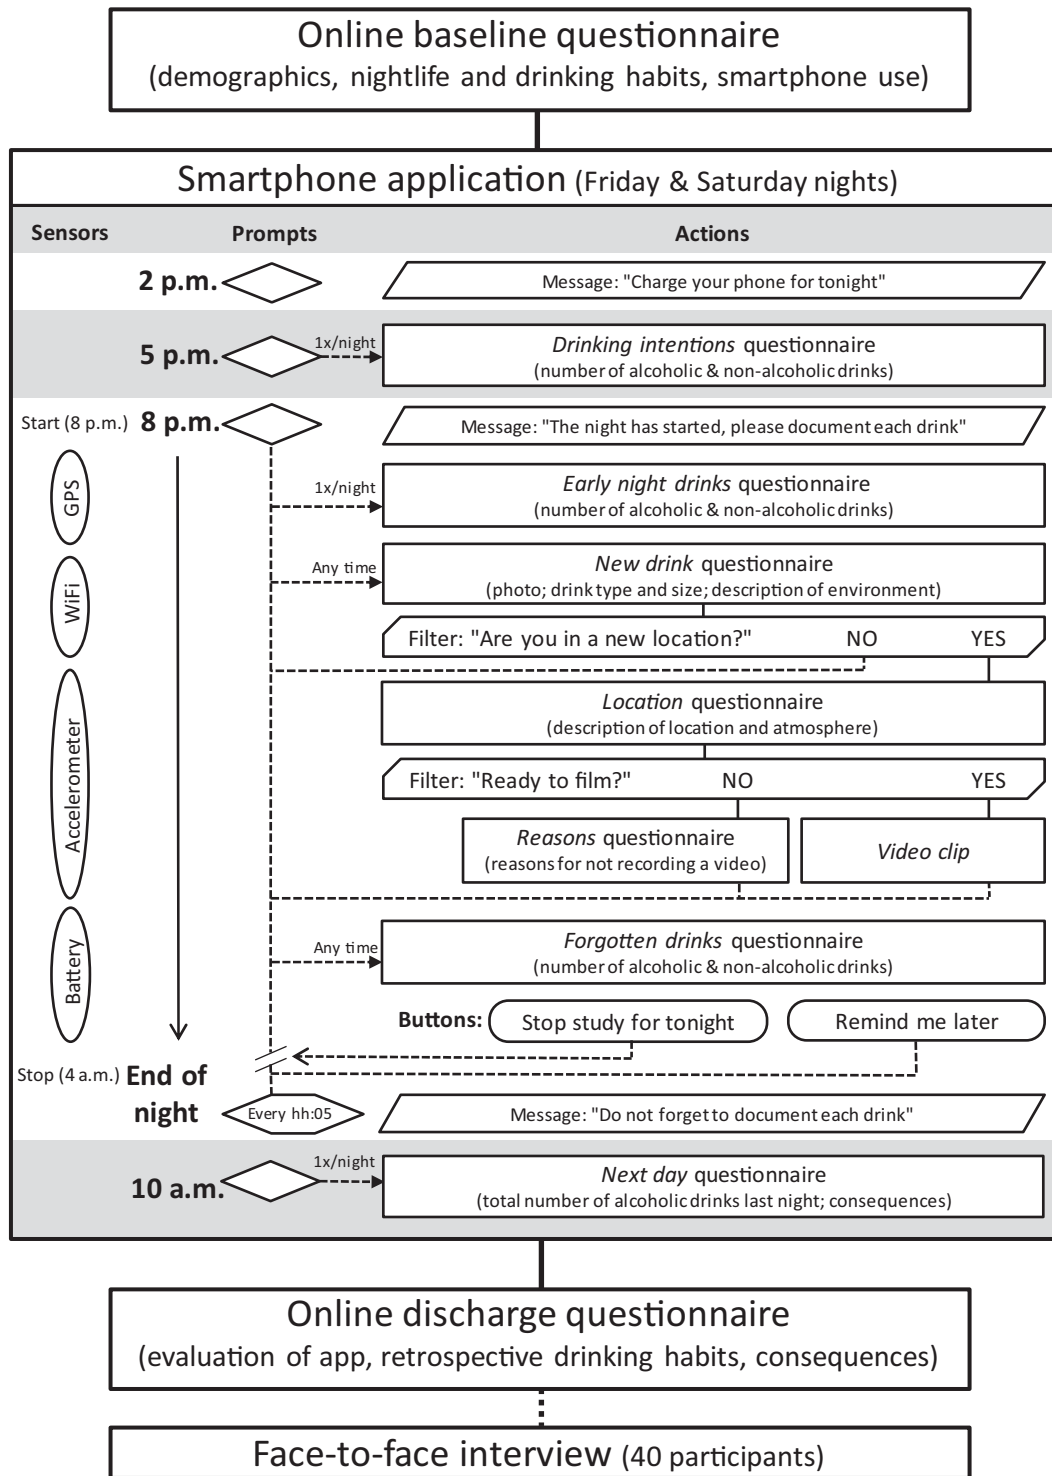 Online baseline questionnaire
(demographics, nightlife and drinking habits, smartphone use)
Smartphone application (Friday & Saturday nights)
Sensors Prompts Actions
2 p.m. Message: "Charge your phone for tonight"
5 p.m. 1x/night Drinking intentions questionnaire
(number of alcoholic & non-alcoholic drinks)
Start (8 p.m.) 8 p.m. Message: "The night has started, please document each drink"
GPS
1x/night Early night drinks questionnaire
(number of alcoholic & non-alcoholic drinks)
WiFi
Any time New drink questionnaire
(photo; drink type and size; description of environment)
Filter: "Are you in a new location?" NO YES
Accelerometer
Location questionnaire
(description of location and atmosphere)
Filter: "Ready to film?" NO YES
Reasons questionnaire
(reasons for not recording a video)
Video clip
Battery
Any time Forgotten drinks questionnaire
(number of alcoholic & non-alcoholic drinks)
Buttons: Stop study for tonight Remind me later
Stop (4 a.m.) End of
night Every hh:05 Message: "Do not forget to document each drink"
10 a.m. 1x/night Next day questionnaire
(total number of alcoholic drinks last night; consequences)
Online discharge questionnaire
(evaluation of app, retrospective drinking habits, consequences)
Face-to-face interview (40 participants)